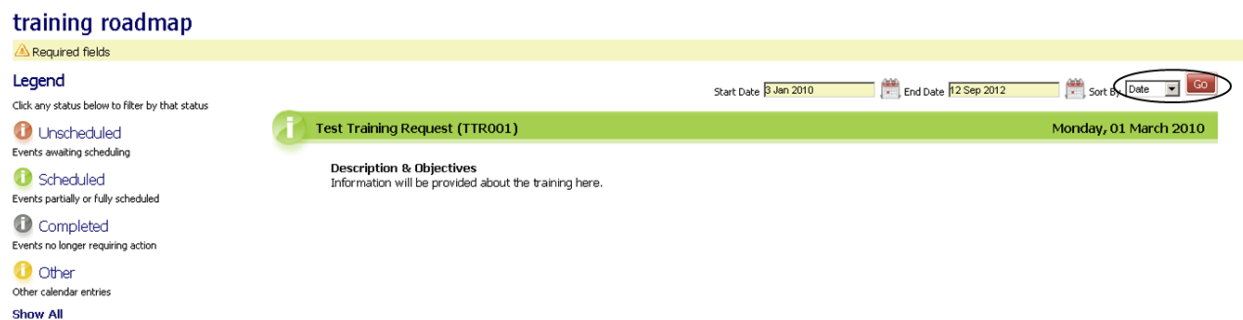 training roadmap
Required fields
Legend
Click any status below to filter by that status
Unscheduled
Events awaiting scheduling
Scheduled
Events partially or fully scheduled
Completed
Events no longer requiring action
Other
Other calendar entries
Show All
Start Date 3 Jan 2010 End Date 12 Sep 2012 Sort By Date Go
Test Training Request (TTR001) Monday, 01 March 2010
Description & Objectives
Information will be provided about the training here.